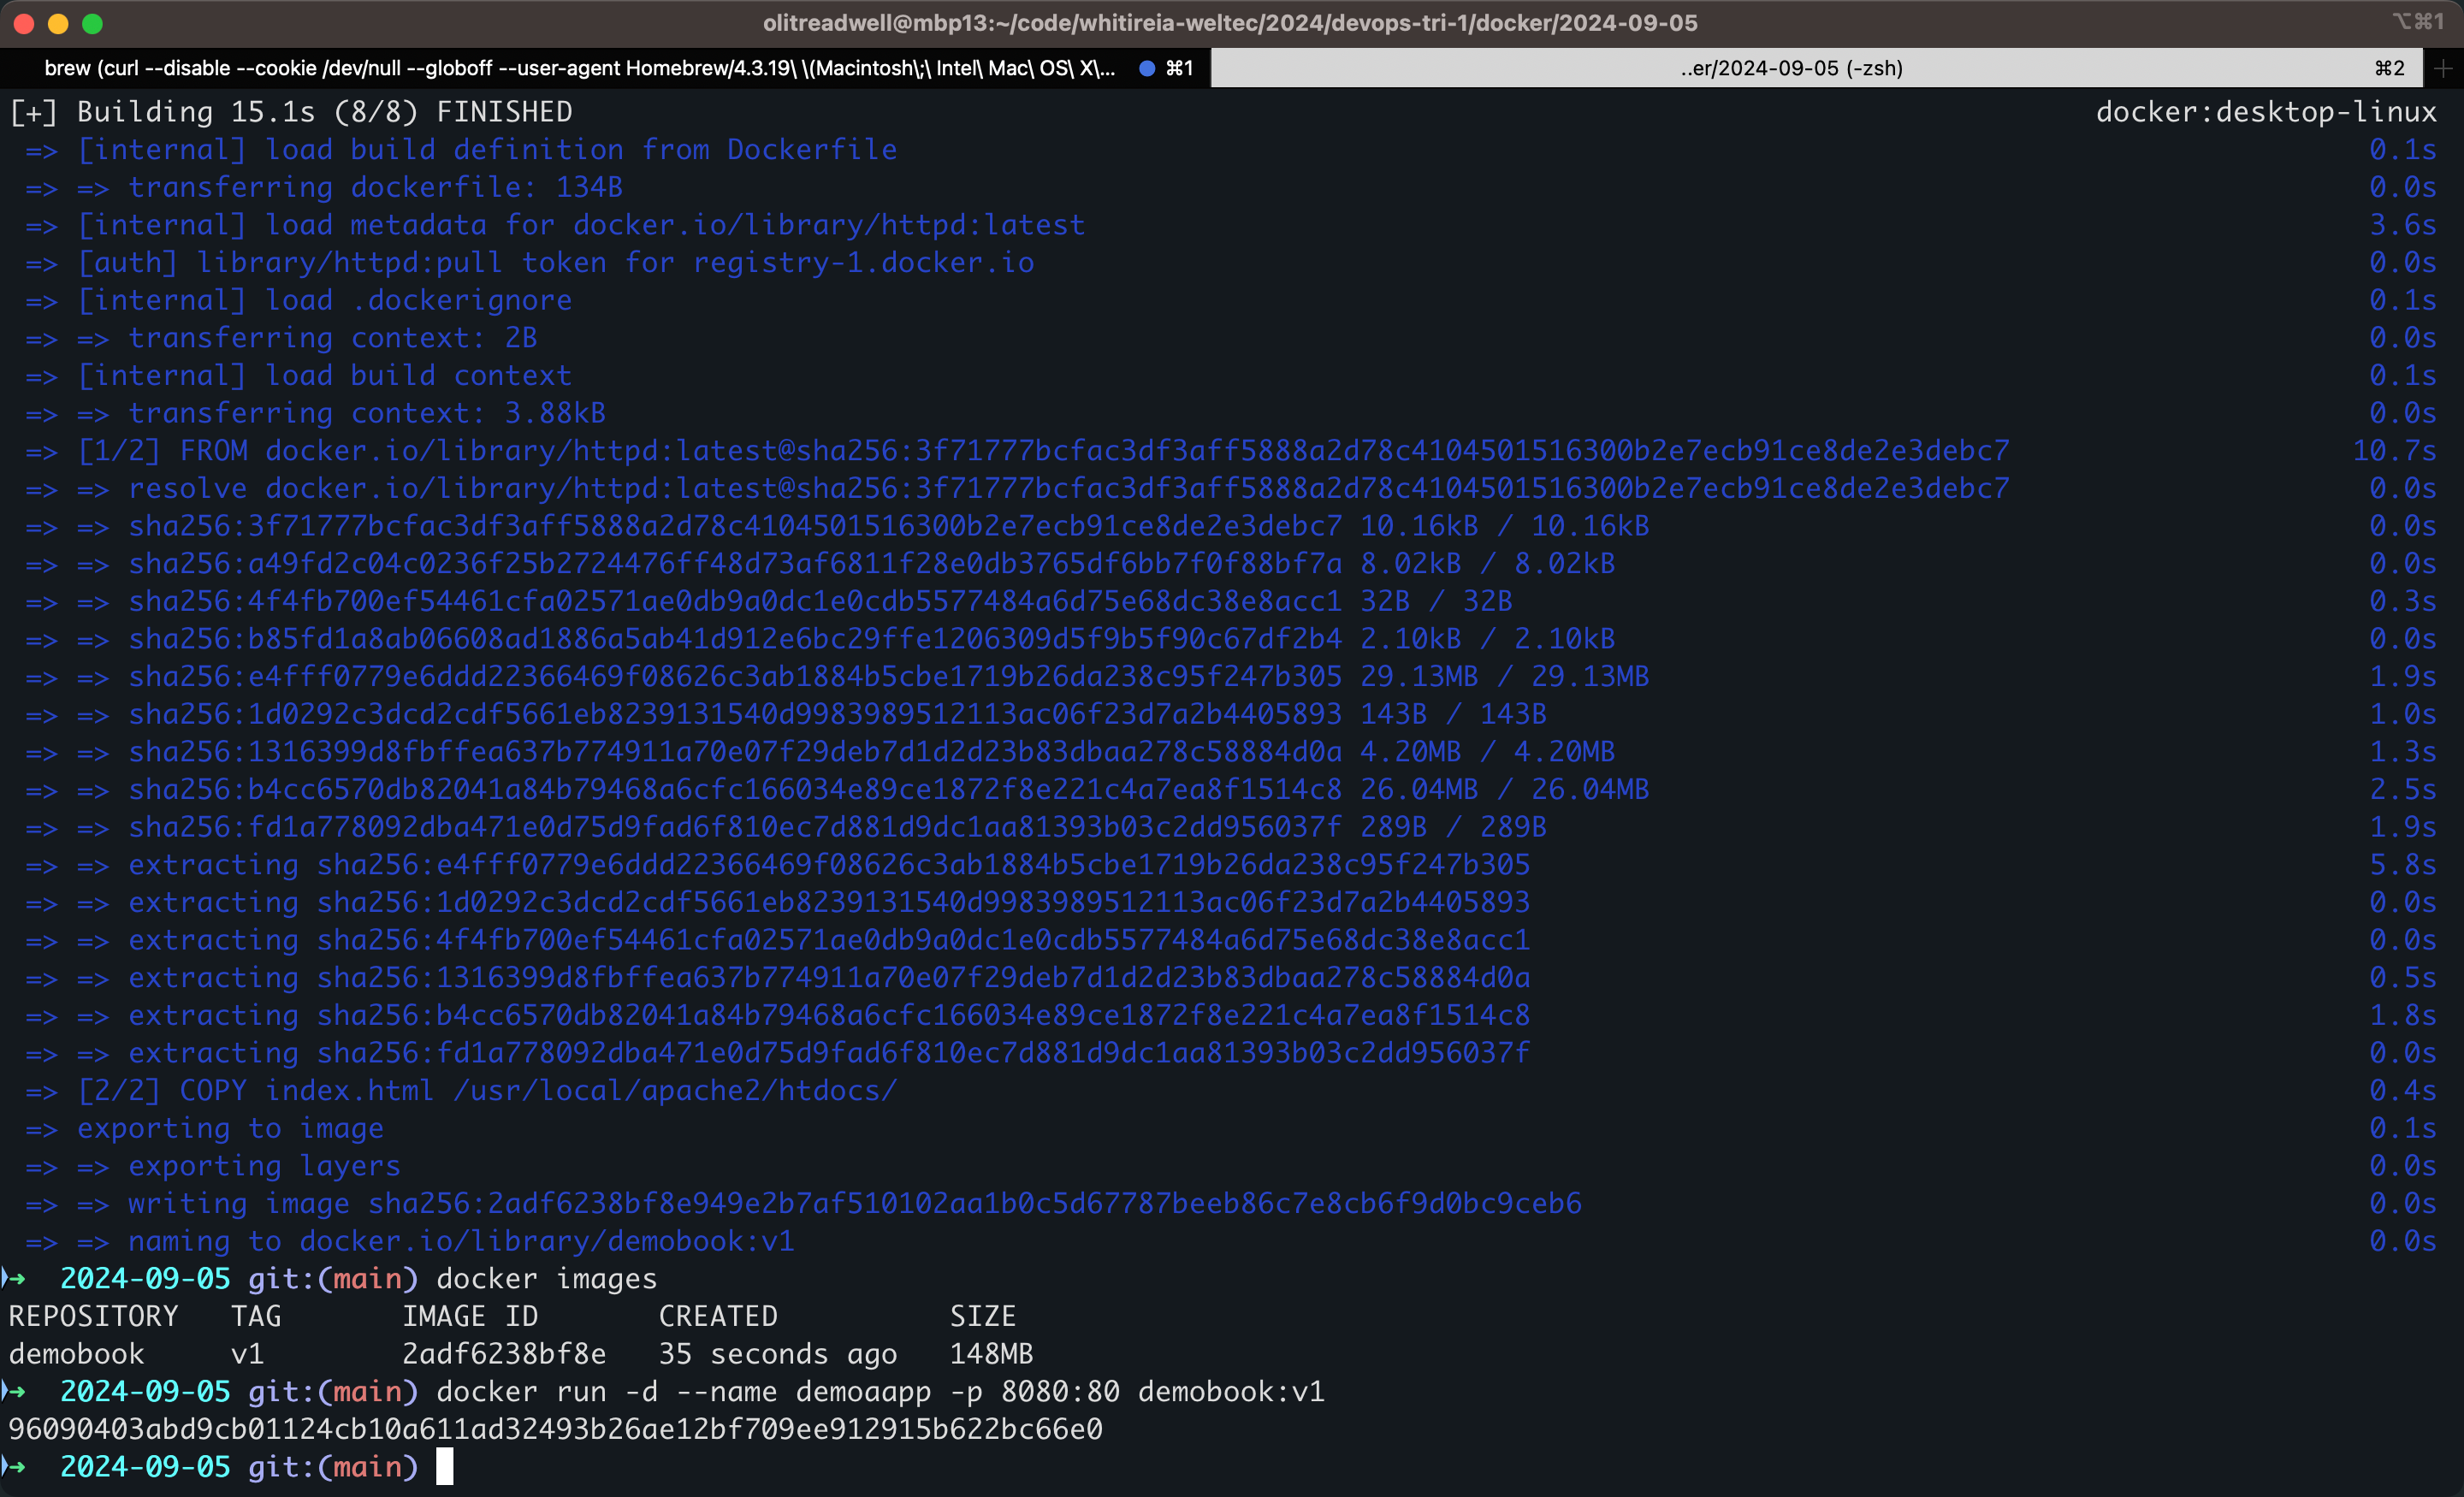 olitreadwell@mbp13:~/code/whitireia-weltec/2024/devops-tri-1/docker/2024-09-05 ⌥⌘1
brew (curl --disable --cookie /dev/null --globoff --user-agent Homebrew/4.3.19\ \(Macintosh\;\ Intel\ Mac\ OS\ X\... ⌘1 ..er/2024-09-05 (-zsh) ⌘2 +
[+] Building 15.1s (8/8) FINISHED docker:desktop-linux
=> [internal] load build definition from Dockerfile 0.1s
=> => transferring dockerfile: 134B 0.0s
=> [internal] load metadata for docker.io/library/httpd:latest 3.6s
=> [auth] library/httpd:pull token for registry-1.docker.io 0.0s
=> [internal] load .dockerignore 0.1s
=> => transferring context: 2B 0.0s
=> [internal] load build context 0.1s
=> => transferring context: 3.88kB 0.0s
=> [1/2] FROM docker.io/library/httpd:latest@sha256:3f71777bcfac3df3aff5888a2d78c4104501516300b2e7ecb91ce8de2e3debc7 10.7s
=> => resolve docker.io/library/httpd:latest@sha256:3f71777bcfac3df3aff5888a2d78c4104501516300b2e7ecb91ce8de2e3debc7 0.0s
=> => sha256:3f71777bcfac3df3aff5888a2d78c4104501516300b2e7ecb91ce8de2e3debc7 10.16kB / 10.16kB 0.0s
=> => sha256:a49fd2c04c0236f25b2724476ff48d73af6811f28e0db3765df6bb7f0f88bf7a 8.02kB / 8.02kB 0.0s
=> => sha256:4f4fb700ef54461cfa02571ae0db9a0dc1e0cdb5577484a6d75e68dc38e8acc1 32B / 32B 0.3s
=> => sha256:b85fd1a8ab06608ad1886a5ab41d912e6bc29ffe1206309d5f9b5f90c67df2b4 2.10kB / 2.10kB 0.0s
=> => sha256:e4fff0779e6ddd22366469f08626c3ab1884b5cbe1719b26da238c95f247b305 29.13MB / 29.13MB 1.9s
=> => sha256:1d0292c3dcd2cdf5661eb8239131540d9983989512113ac06f23d7a2b4405893 143B / 143B 1.0s
=> => sha256:1316399d8fbffea637b774911a70e07f29deb7d1d2d23b83dbaa278c58884d0a 4.20MB / 4.20MB 1.3s
=> => sha256:b4cc6570db82041a84b79468a6cfc166034e89ce1872f8e221c4a7ea8f1514c8 26.04MB / 26.04MB 2.5s
=> => sha256:fd1a778092dba471e0d75d9fad6f810ec7d881d9dc1aa81393b03c2dd956037f 289B / 289B 1.9s
=> => extracting sha256:e4fff0779e6ddd22366469f08626c3ab1884b5cbe1719b26da238c95f247b305 5.8s
=> => extracting sha256:1d0292c3dcd2cdf5661eb8239131540d9983989512113ac06f23d7a2b4405893 0.0s
=> => extracting sha256:4f4fb700ef54461cfa02571ae0db9a0dc1e0cdb5577484a6d75e68dc38e8acc1 0.0s
=> => extracting sha256:1316399d8fbffea637b774911a70e07f29deb7d1d2d23b83dbaa278c58884d0a 0.5s
=> => extracting sha256:b4cc6570db82041a84b79468a6cfc166034e89ce1872f8e221c4a7ea8f1514c8 1.8s
=> => extracting sha256:fd1a778092dba471e0d75d9fad6f810ec7d881d9dc1aa81393b03c2dd956037f 0.0s
=> [2/2] COPY index.html /usr/local/apache2/htdocs/ 0.4s
=> exporting to image 0.1s
=> => exporting layers 0.0s
=> => writing image sha256:2adf6238bf8e949e2b7af510102aa1b0c5d67787beeb86c7e8cb6f9d0bc9ceb6 0.0s
=> => naming to docker.io/library/demobook:v1 0.0s
➜ 2024-09-05 git:(main) docker images
REPOSITORY TAG IMAGE ID CREATED SIZE
demobook v1 2adf6238bf8e 35 seconds ago 148MB
➜ 2024-09-05 git:(main) docker run -d --name demoaapp -p 8080:80 demobook:v1
96090403abd9cb01124cb10a611ad32493b26ae12bf709ee912915b622bc66e0
➜ 2024-09-05 git:(main)